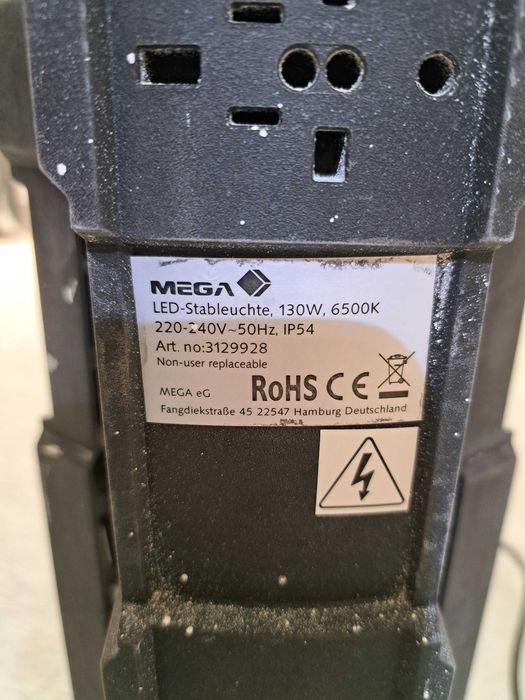 MEGA
LED-Stableuchte, 130W, 6500K
220-240V~50Hz, IP54
Art. no:3129928
Non-user replaceable
RoHS CE
MEGA eG
Fangdiekstraße 45 22547 Hamburg Deutschland